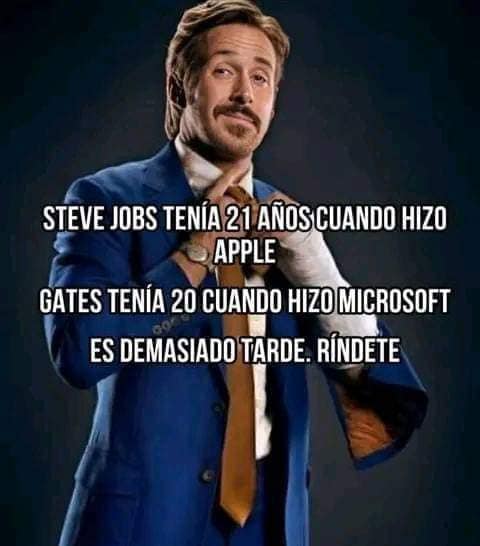 STEVE JOBS TENÍA 21 AÑOS CUANDO HIZO
APPLE
GATES TENÍA 20 CUANDO HIZO MICROSOFT
ES DEMASIADO TARDE. RÍNDETE